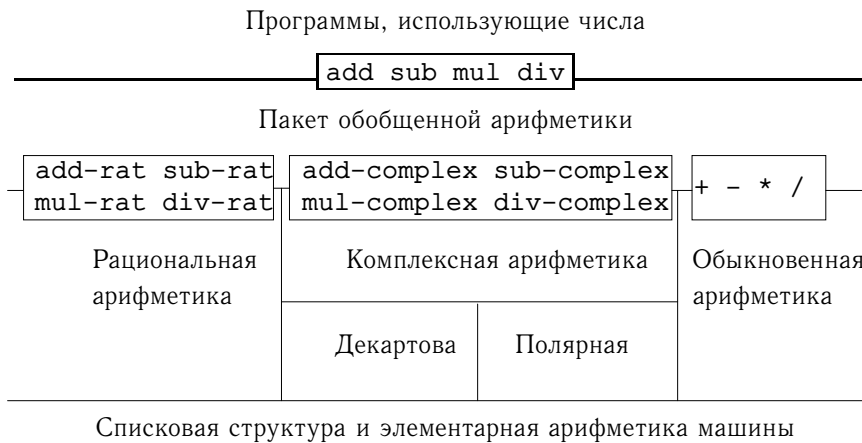 Программы, использующие числа
add sub mul div
Пакет обобщенной арифметики
add-rat sub-rat
mul-rat div-rat
add-complex sub-complex
mul-complex div-complex
+ - * /
Рациональная
арифметика
Комплексная арифметика
Обыкновенная
арифметика
Декартова
Полярная
Списковая структура и элементарная арифметика машины